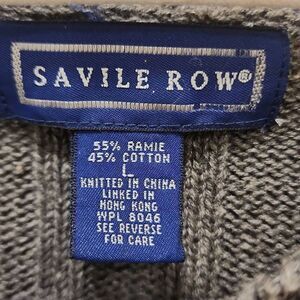 SAVILE ROW®
55% RAMIE
45% COTTON
L
KNITTED IN CHINA
LINKED IN
HONG KONG
WPL 8046
SEE REVERSE
FOR CARE